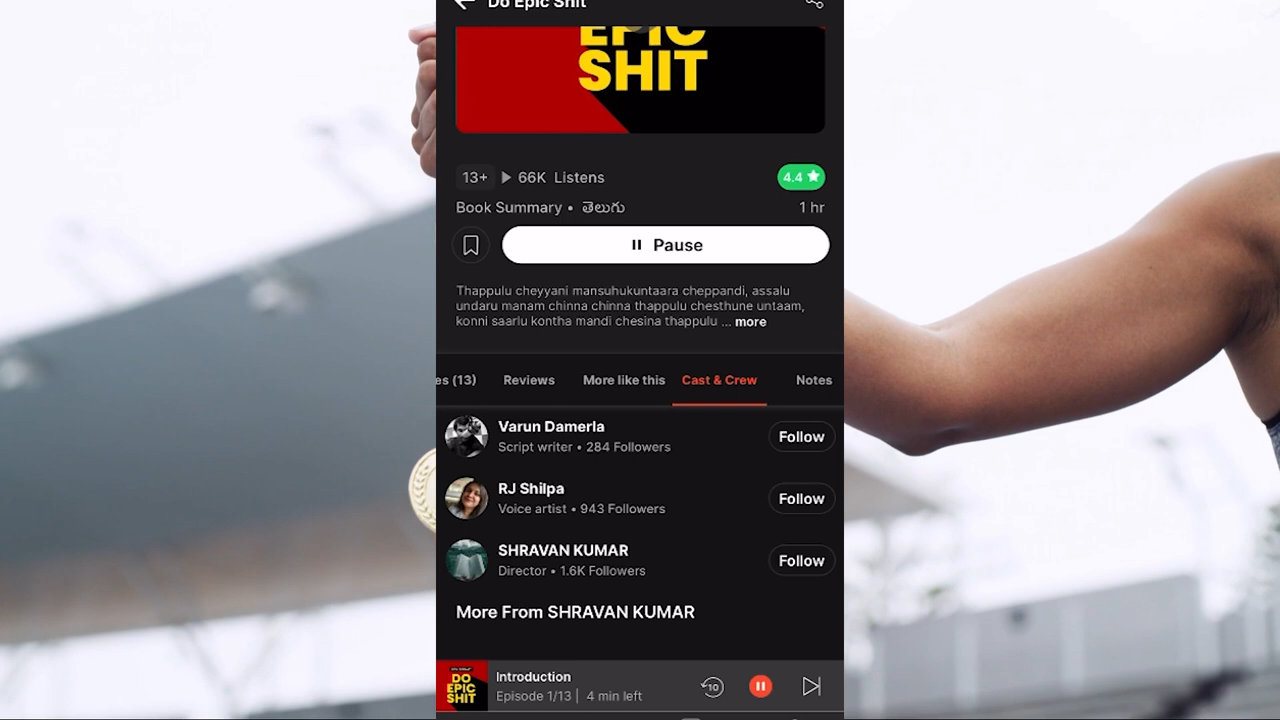 Do Epic Shit
EPIC
SHIT
13+ 66K Listens
4.4
Book Summary • తెలుగు
1 hr
Pause
Thappulu cheyyani mansuhukuntaara cheppandi, assalu
undaru manam chinna chinna thappulu chesthune untaam,
konni saarlu kontha mandi chesina thappulu ... more
es (13) Reviews More like this Cast & Crew Notes
Varun Damerla
Script writer • 284 Followers
Follow
RJ Shilpa
Voice artist • 943 Followers
Follow
SHRAVAN KUMAR
Director • 1.6K Followers
Follow
More From SHRAVAN KUMAR
DO
EPIC
SHIT
Introduction
Episode 1/13 | 4 min left
10